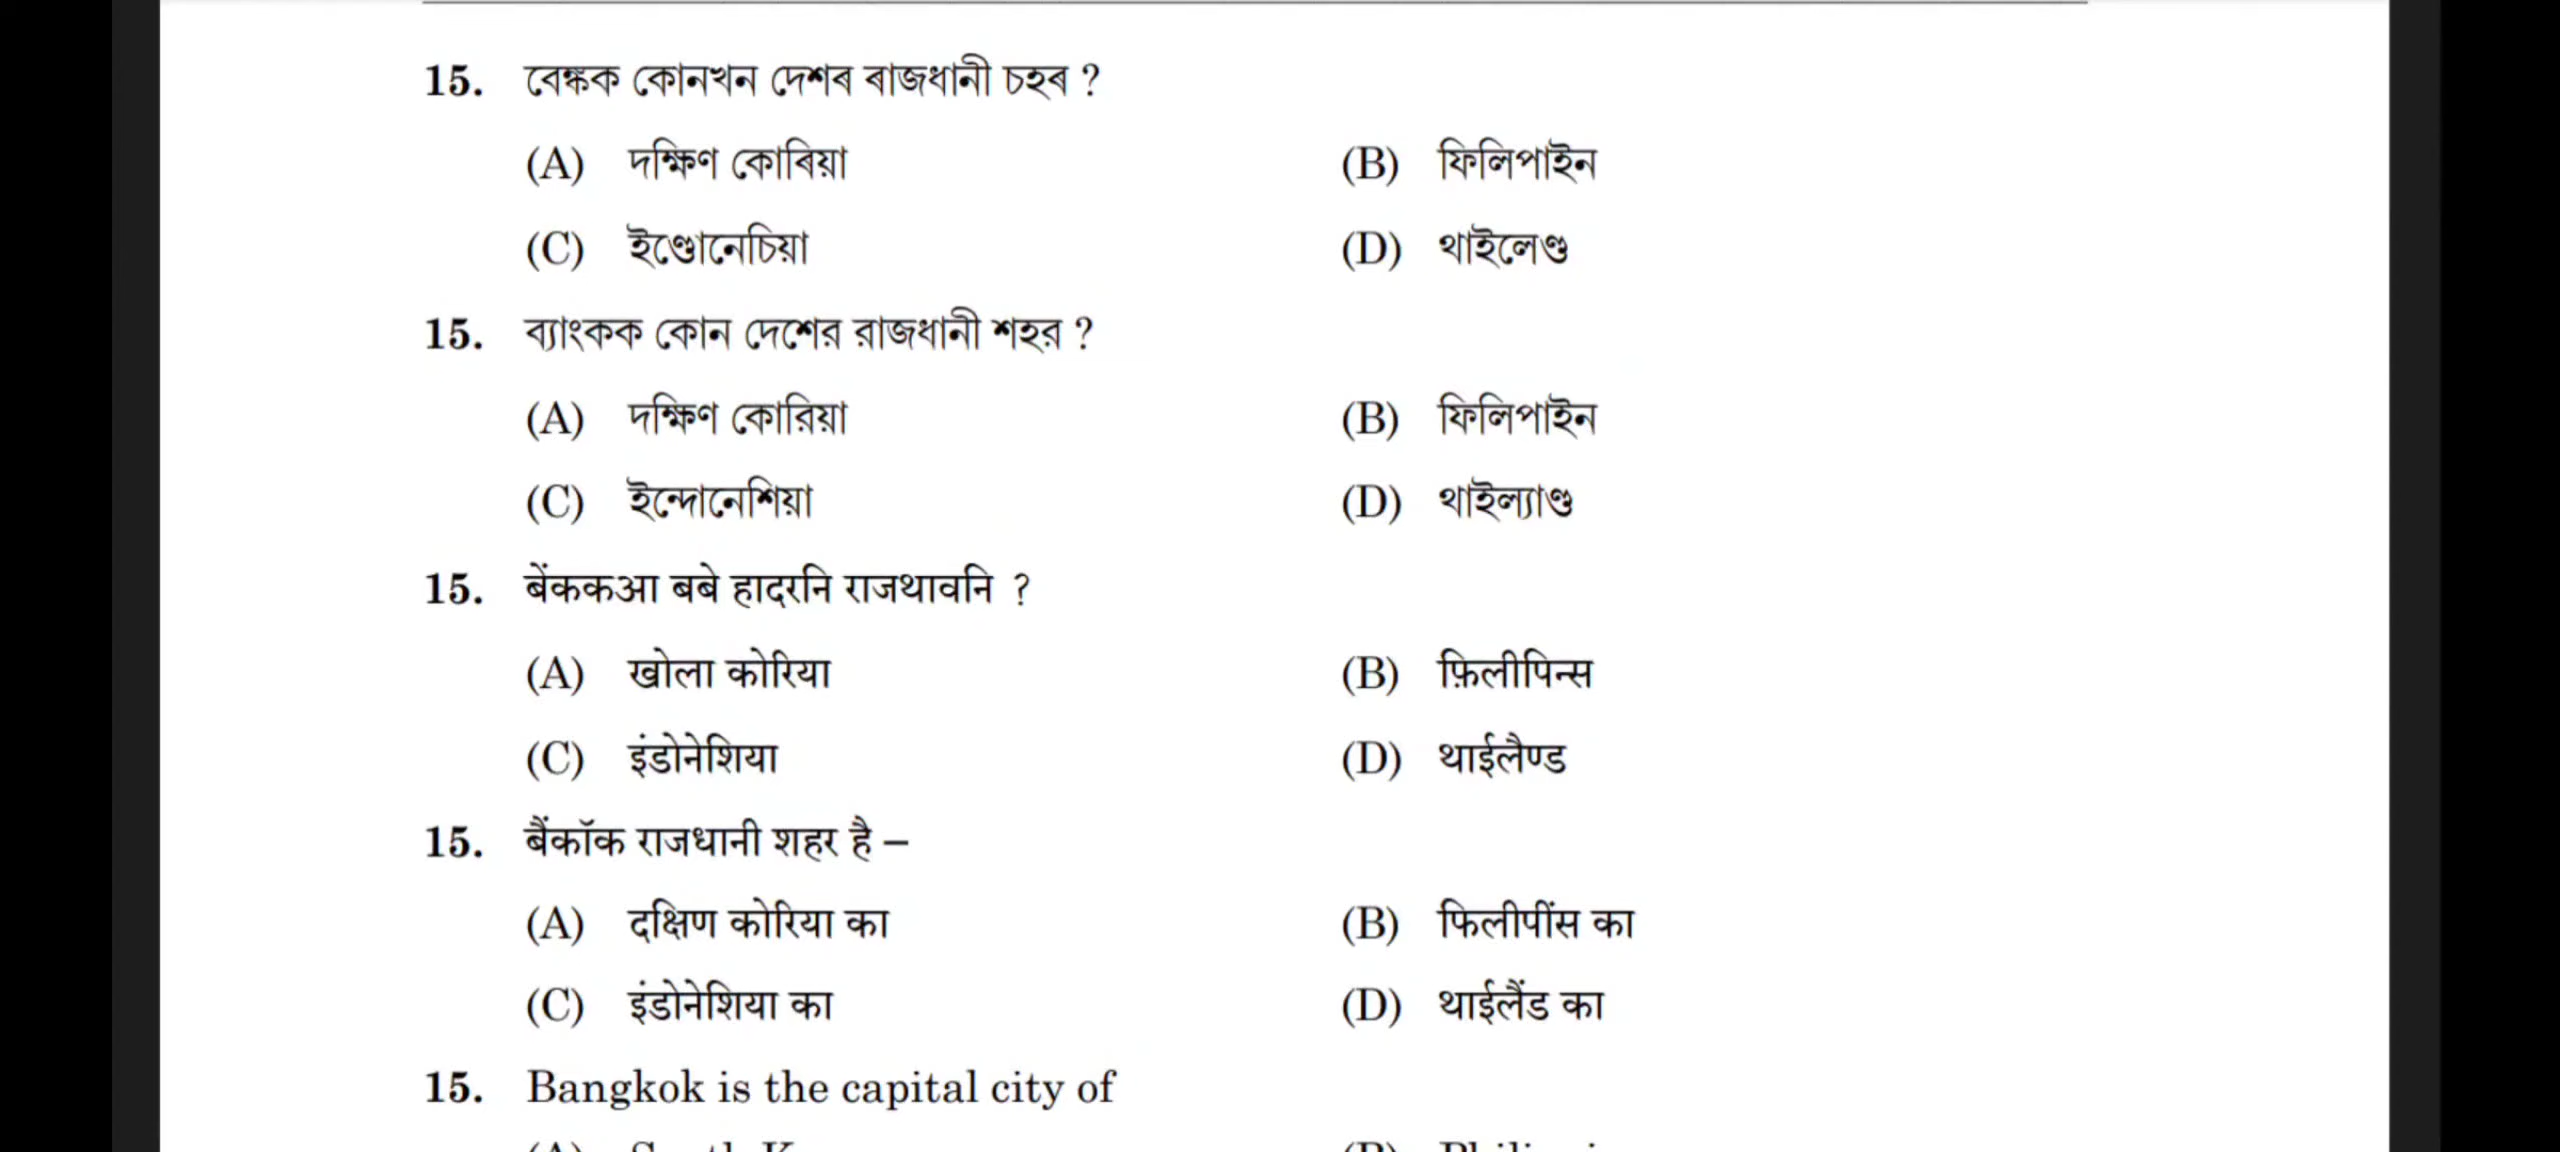 15. বেঙ্কক কোনখন দেশৰ ৰাজধানী চহৰ ?
(A) দক্ষিণ কোৰিয়া (B) ফিলিপাইন
(C) ইণ্ডোনেচিয়া (D) থাইলেণ্ড
15. ব্যাংকক কোন দেশের রাজধানী শহর ?
(A) দক্ষিণ কোরিয়া (B) ফিলিপাইন
(C) ইন্দোনেশিয়া (D) থাইল্যাণ্ড
15. बेंककआ बबे हादरनि राजथावनि ?
(A) खोला कोरिया (B) फ़िलीपिन्स
(C) इंडोनेशिया (D) थाईलैण्ड
15. बैंकॉक राजधानी शहर है –
(A) दक्षिण कोरिया का (B) फिलीपींस का
(C) इंडोनेशिया का (D) थाईलैंड का
15. Bangkok is the capital city of